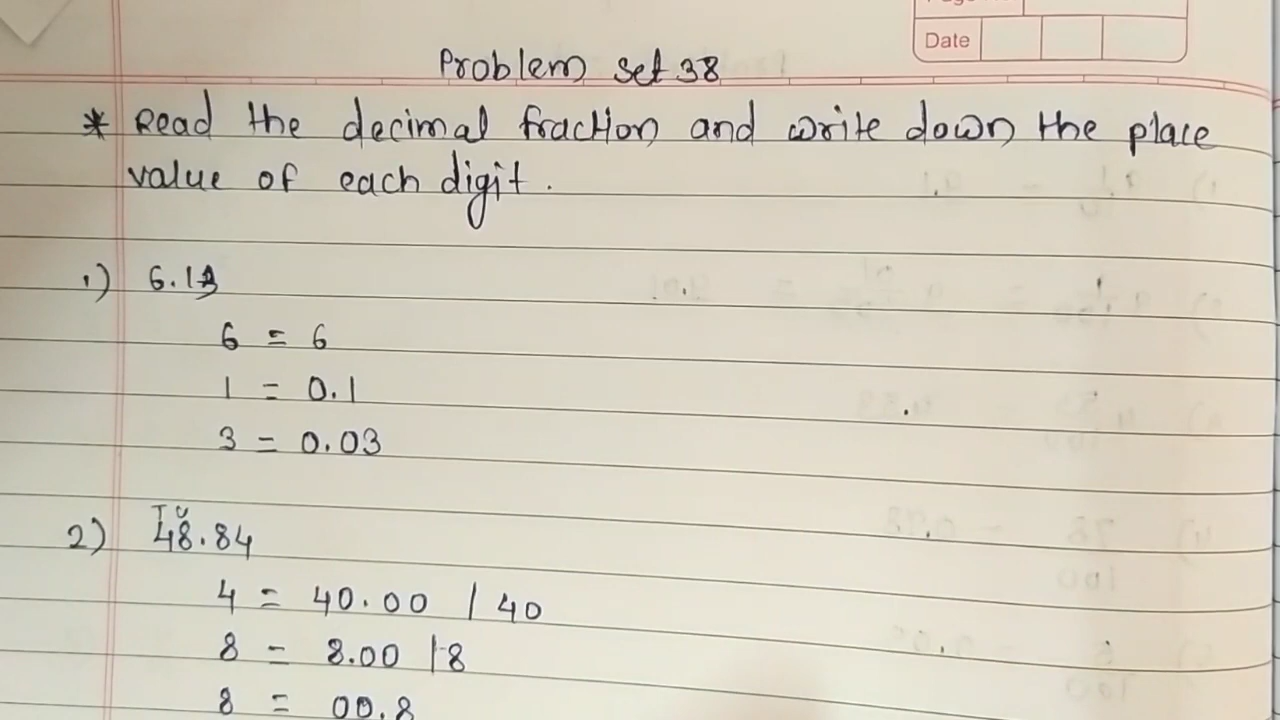 Date
Problem set 38
* Read the decimal fraction and write down the place
value of each digit.
1) 6.13
6 = 6
1 = 0.1
3 = 0.03
T U
2) 48.84
4 = 40.00 / 40
8 = 8.00 / 8
8 = 00.8